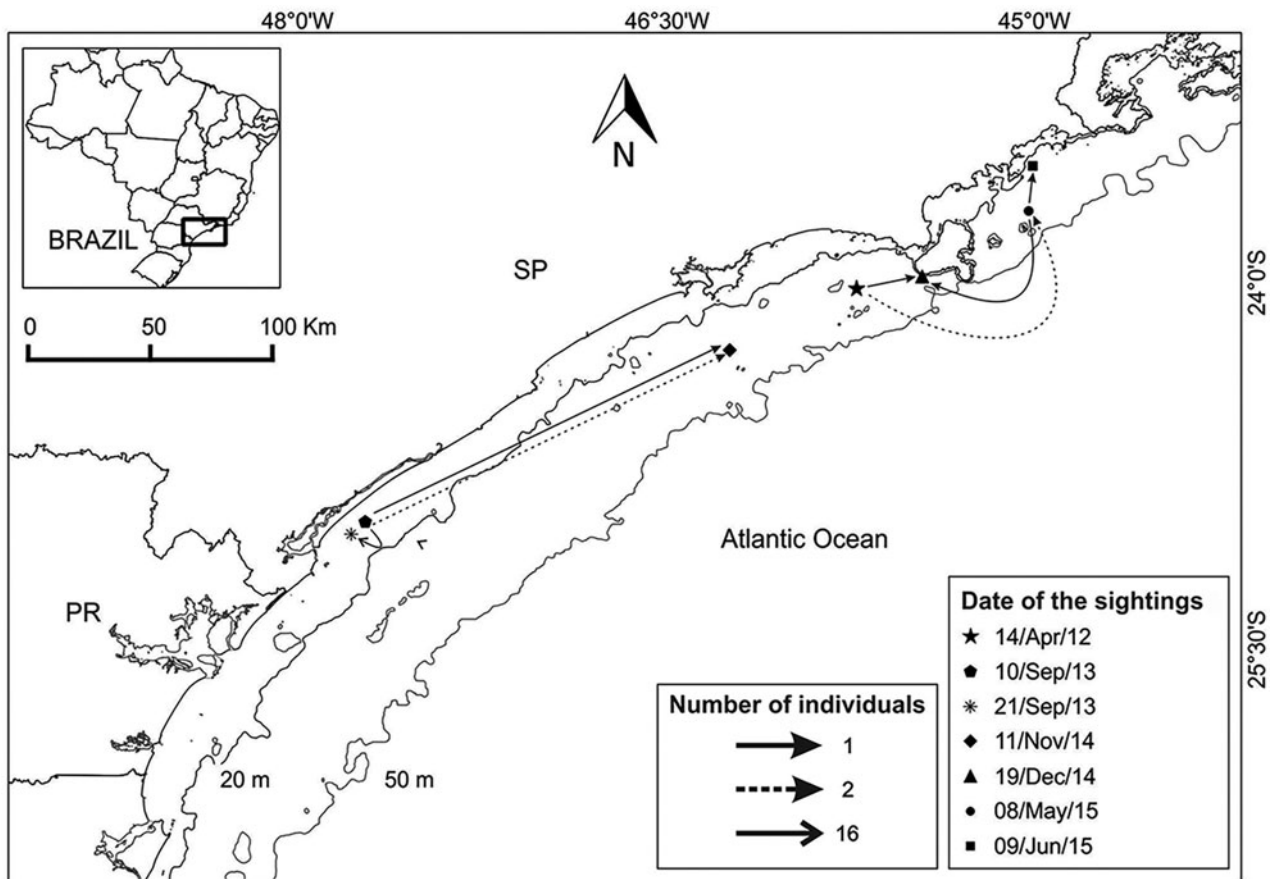 48°0'W
46°30'W
45°0'W
BRAZIL
N
SP
24°0'S
0 50 100 Km
Atlantic Ocean
PR
25°30'S
20 m
50 m
Number of individuals
1
2
16
Date of the sightings
14/Apr/12
10/Sep/13
21/Sep/13
11/Nov/14
19/Dec/14
08/May/15
09/Jun/15